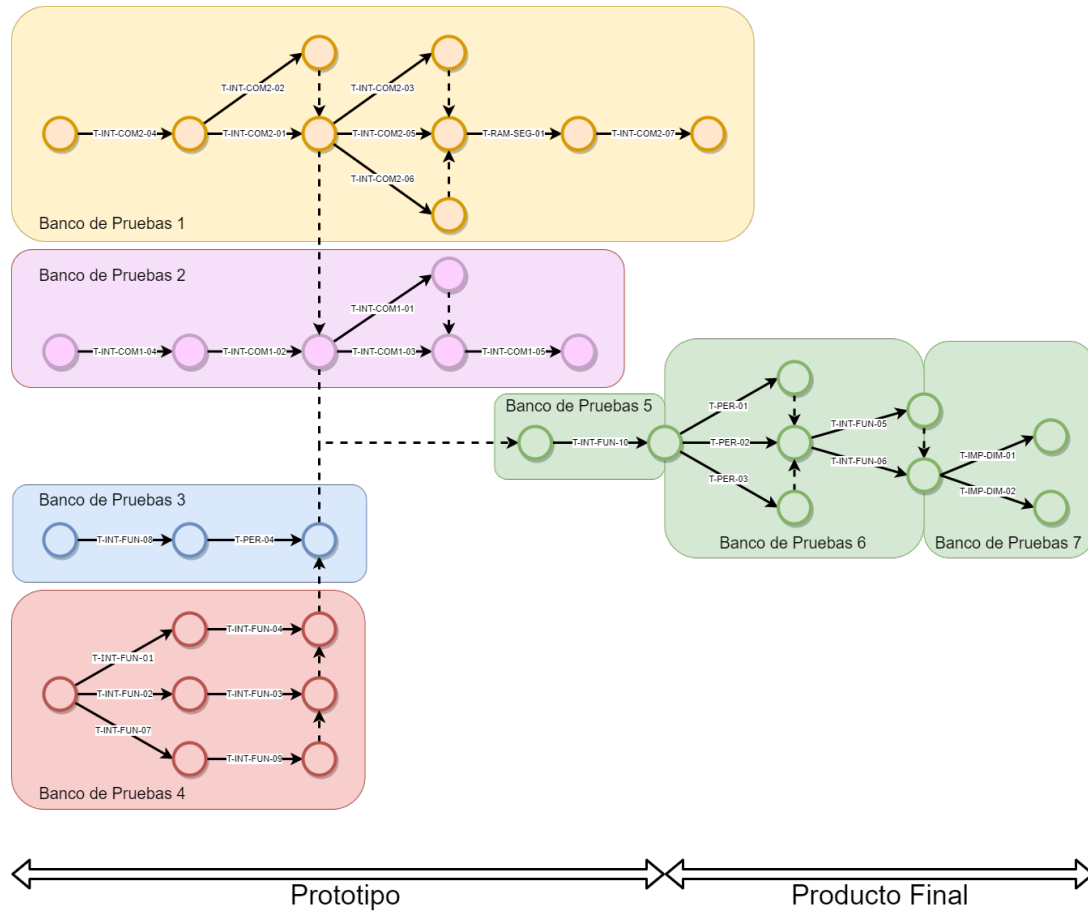 T-INT-COM2-02
T-INT-COM2-03
T-INT-COM2-04
T-INT-COM2-01
T-INT-COM2-05
T-RAM-SEG-01
T-INT-COM2-07
T-INT-COM2-06
Banco de Pruebas 1
Banco de Pruebas 2
T-INT-COM1-01
T-INT-COM1-04
T-INT-COM1-02
T-INT-COM1-03
T-INT-COM1-05
Banco de Pruebas 5
T-INT-FUN-10
T-PER-01
T-PER-02
T-PER-03
T-INT-FUN-05
T-INT-FUN-06
Banco de Pruebas 6
T-IMP-DIM-01
T-IMP-DIM-02
Banco de Pruebas 7
Banco de Pruebas 3
T-INT-FUN-08
T-PER-04
T-INT-FUN-01
T-INT-FUN-04
T-INT-FUN-02
T-INT-FUN-03
T-INT-FUN-07
T-INT-FUN-09
Banco de Pruebas 4
Prototipo
Producto Final